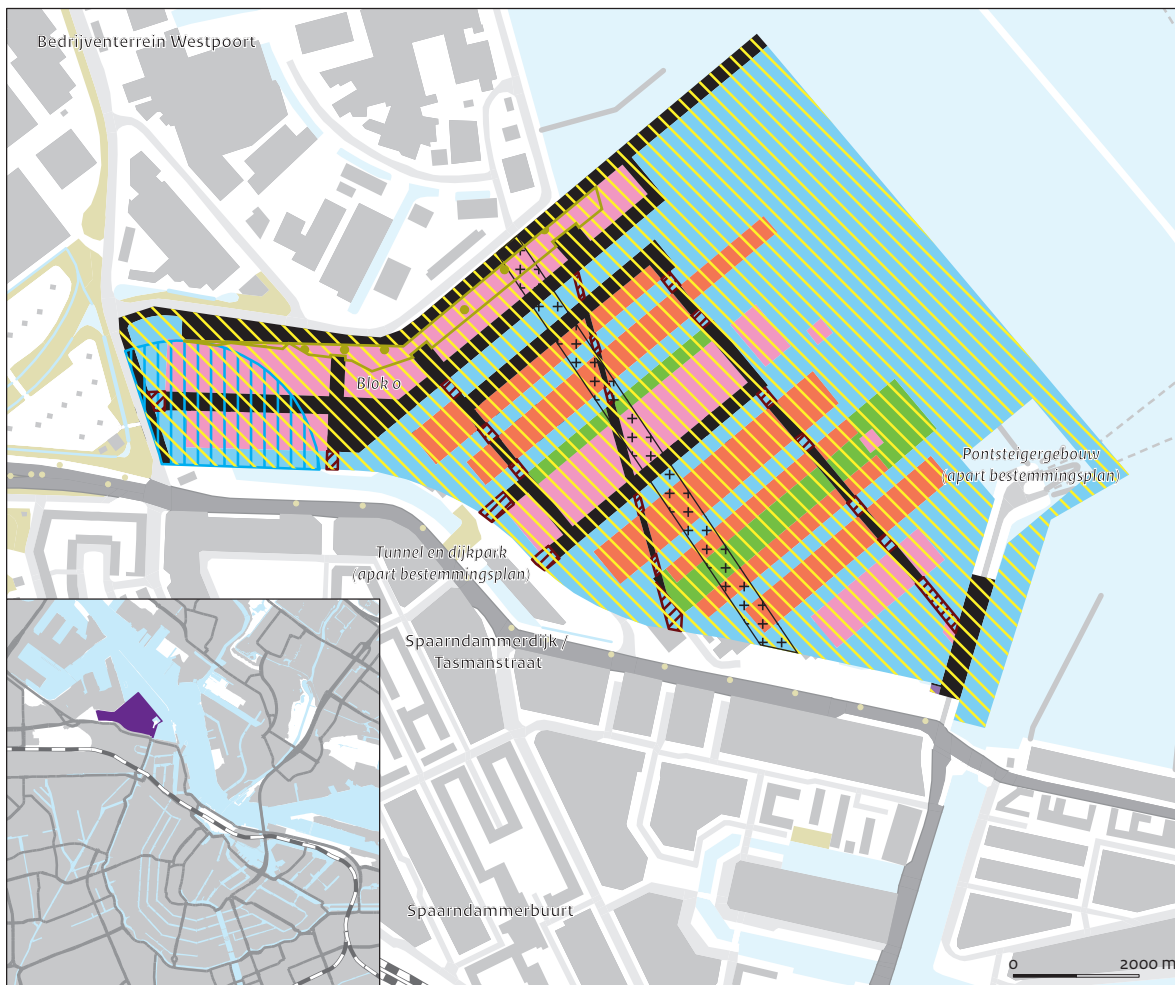 Bedrijventerrein Westpoort
Blok 0
Pontsteigergebouw
(apart bestemmingsplan)
Tunnel en dijkpark
(apart bestemmingsplan)
Spaarndammerdijk /
Tasmanstraat
Spaarndammerbuurt
0 2000 m